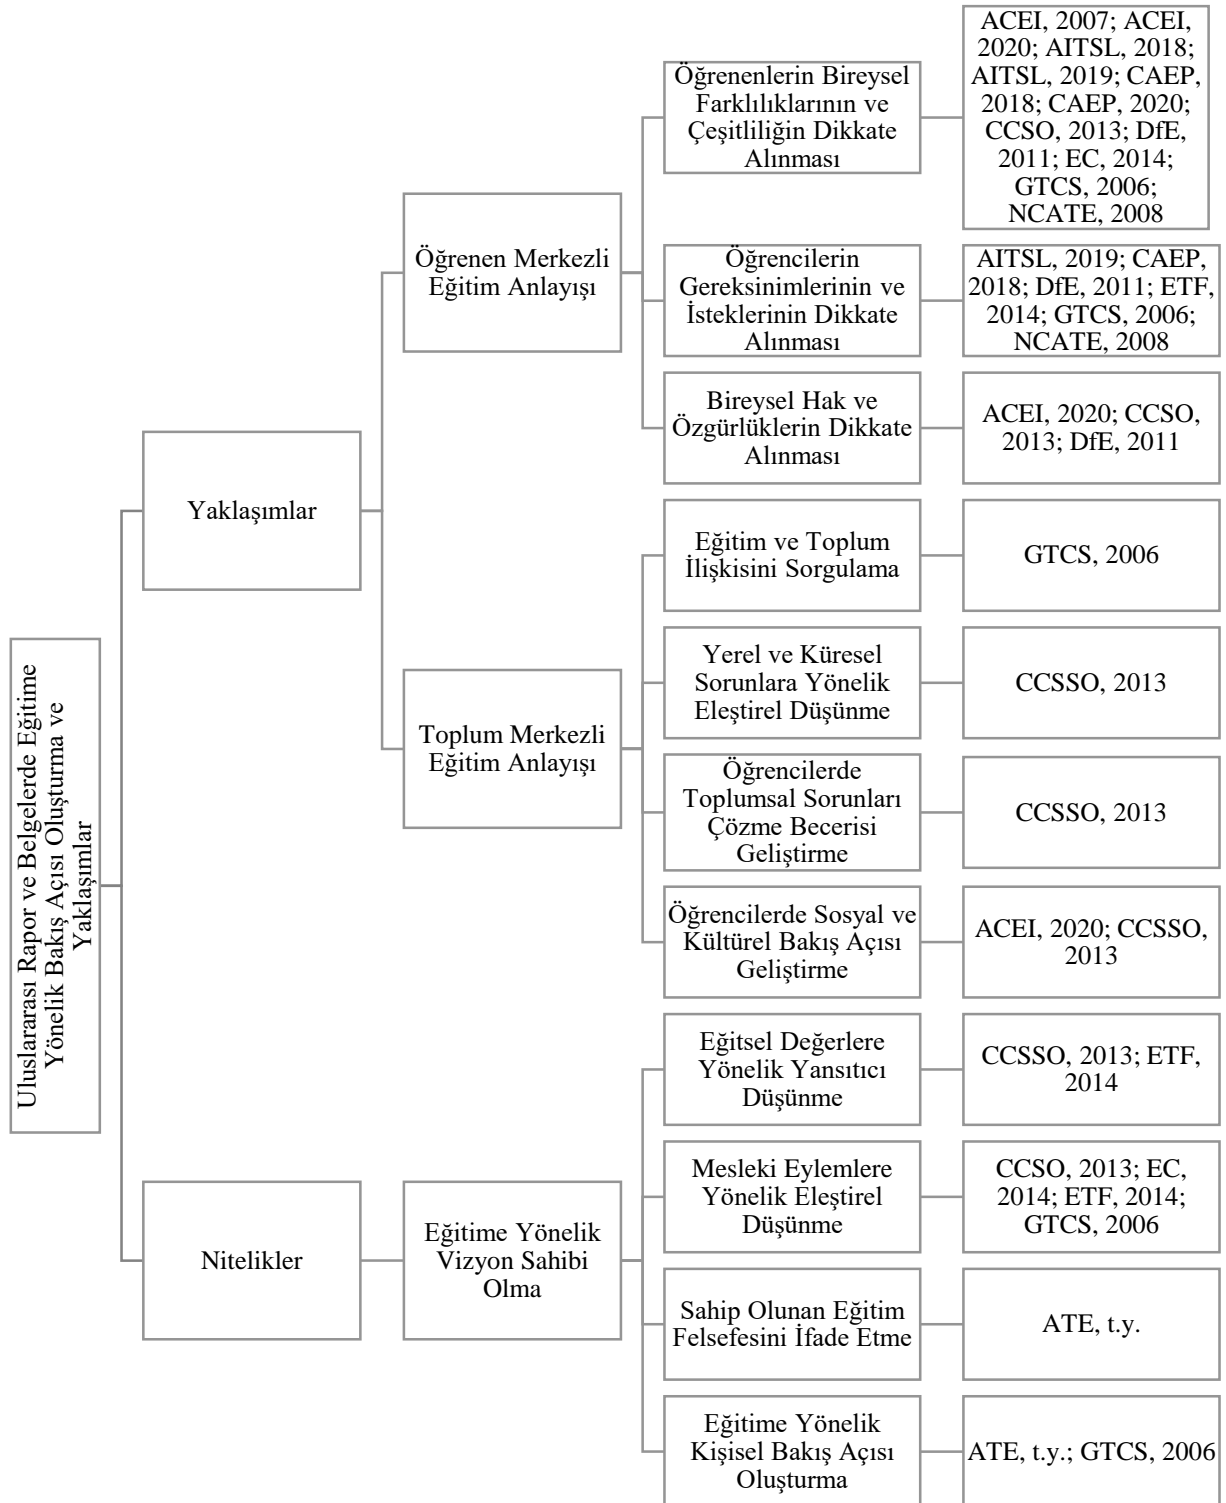 Uluslararası Rapor ve Belgelerde Eğitime
Yönelik Bakış Açısı Oluşturma ve
Yaklaşımlar
Yaklaşımlar
Öğrenen Merkezli
Eğitim Anlayışı
Öğrenenlerin Bireysel
Farklılıklarının ve
Çeşitliliğin Dikkate
Alınması
ACEI, 2007; ACEI,
2020; AITSL, 2018;
AITSL, 2019; CAEP,
2018; CAEP, 2020;
CCSO, 2013; DfE,
2011; EC, 2014;
GTCS, 2006;
NCATE, 2008
Öğrencilerin
Gereksinimlerinin ve
İsteklerinin Dikkate
Alınması
AITSL, 2019; CAEP,
2018; DfE, 2011; ETF,
2014; GTCS, 2006;
NCATE, 2008
Bireysel Hak ve
Özgürlüklerin Dikkate
Alınması
ACEI, 2020; CCSO,
2013; DfE, 2011
Toplum Merkezli
Eğitim Anlayışı
Eğitim ve Toplum
İlişkisini Sorgulama
GTCS, 2006
Yerel ve Küresel
Sorunlara Yönelik
Eleştirel Düşünme
CCSSO, 2013
Öğrencilerde
Toplumsal Sorunları
Çözme Becerisi
Geliştirme
CCSSO, 2013
Öğrencilerde Sosyal ve
Kültürel Bakış Açısı
Geliştirme
ACEI, 2020; CCSSO,
2013
Nitelikler
Eğitime Yönelik
Vizyon Sahibi
Olma
Eğitsel Değerlere
Yönelik Yansıtıcı
Düşünme
CCSSO, 2013; ETF,
2014
Mesleki Eylemlere
Yönelik Eleştirel
Düşünme
CCSO, 2013; EC,
2014; ETF, 2014;
GTCS, 2006
Sahip Olunan Eğitim
Felsefesini İfade Etme
ATE, t.y.
Eğitime Yönelik
Kişisel Bakış Açısı
Oluşturma
ATE, t.y.; GTCS, 2006